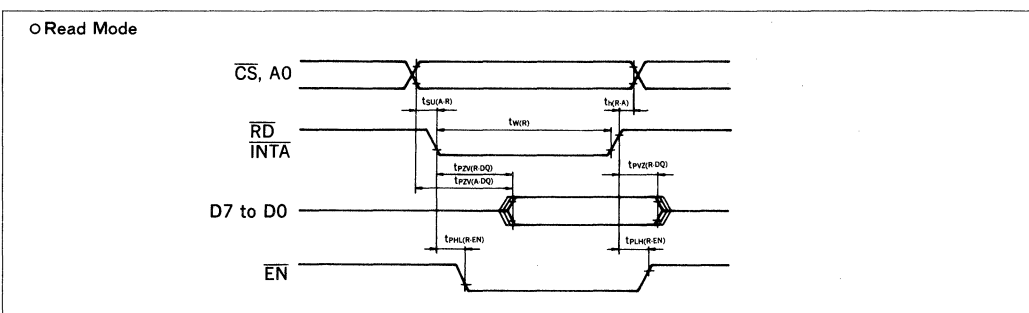 ○ Read Mode
CS, A0
tSU(A-R)
th(R-A)
tW(R)
RD
INTA
tPZV(R-DQ)
tPVZ(R-DQ)
tPZV(A-DQ)
D7 to D0
tPHL(R-EN)
tPLH(R-EN)
EN